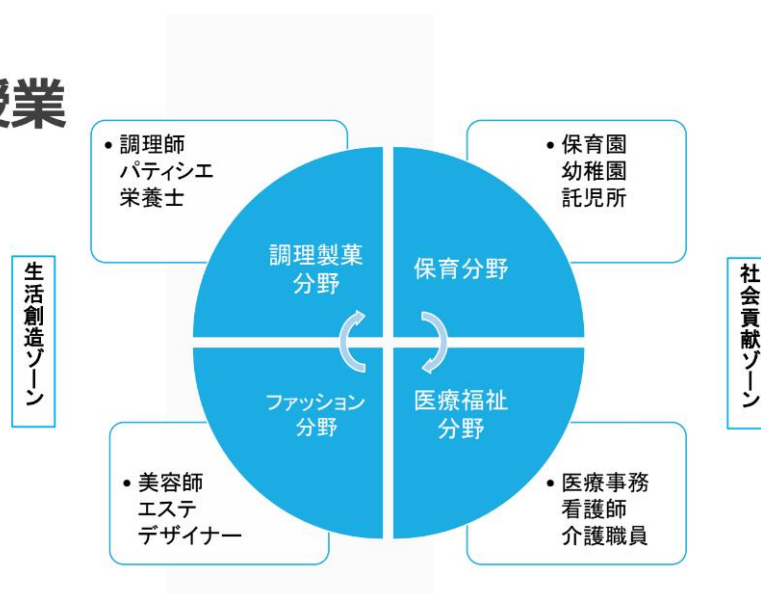 授業
• 調理師
パティシエ
栄養士
• 保育園
幼稚園
託児所
調理製菓
分野
保育分野
生活創造ゾーン
社会貢献ゾーン
ファッション
分野
医療福祉
分野
• 美容師
エステ
デザイナー
• 医療事務
看護師
介護職員